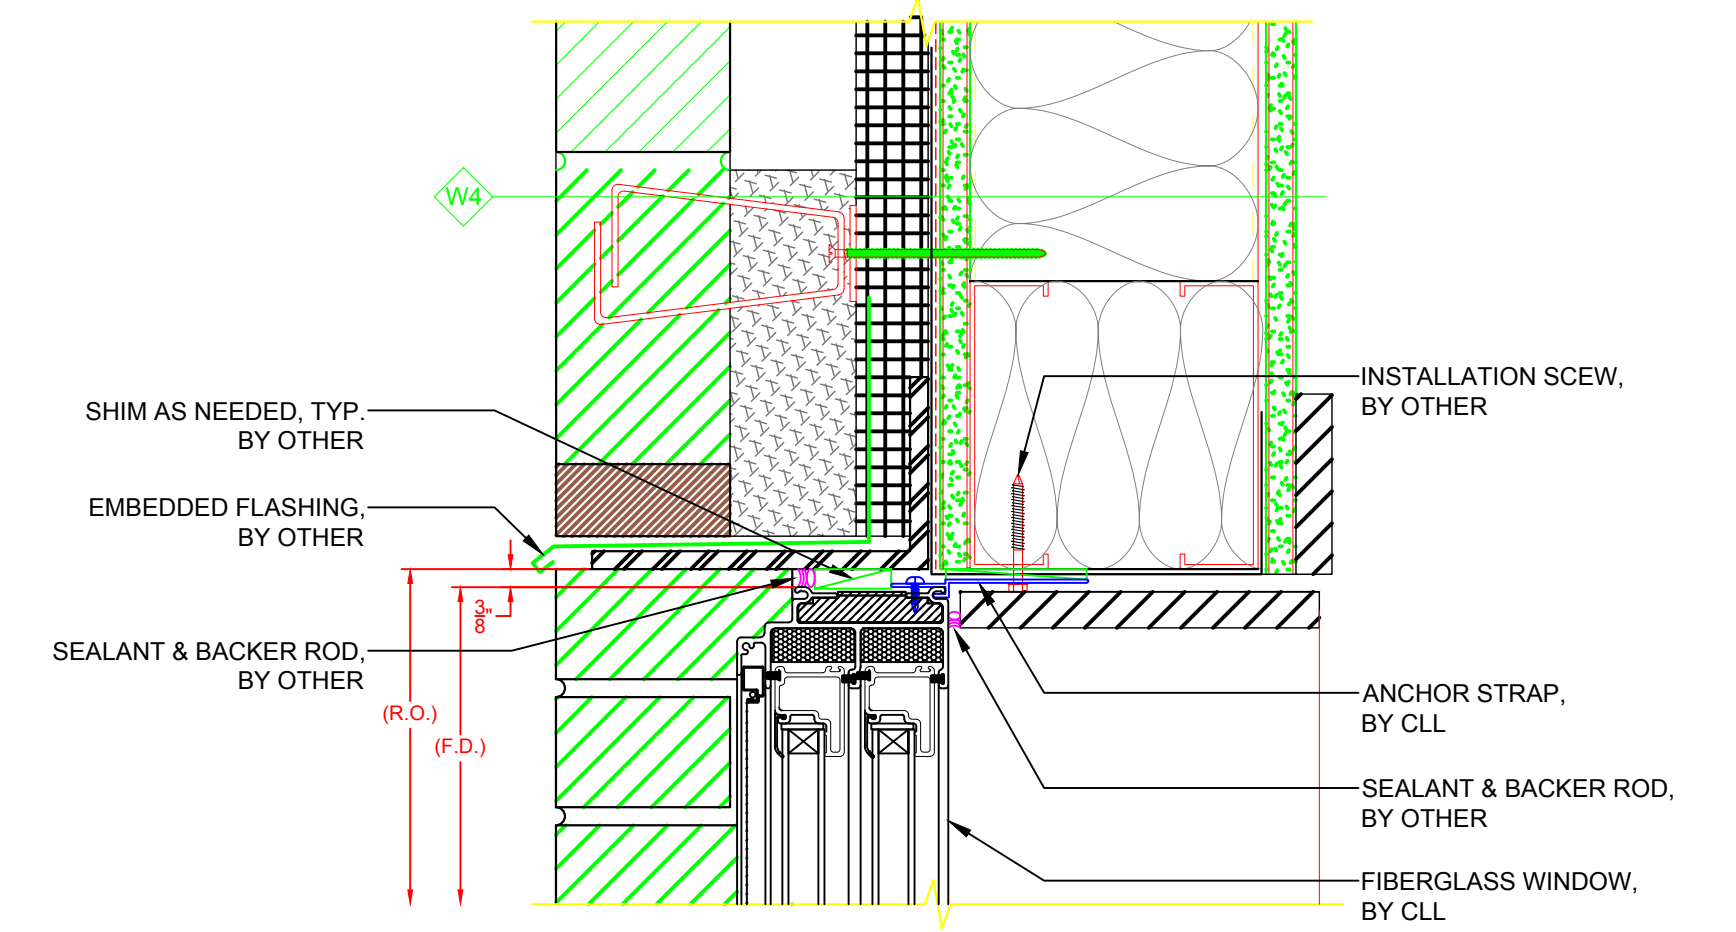 W4
SHIM AS NEEDED, TYP.
BY OTHER
EMBEDDED FLASHING,
BY OTHER
3/8"
SEALANT & BACKER ROD,
BY OTHER
(R.O.)
(F.D.)
INSTALLATION SCEW,
BY OTHER
ANCHOR STRAP,
BY CLL
SEALANT & BACKER ROD,
BY OTHER
FIBERGLASS WINDOW,
BY CLL